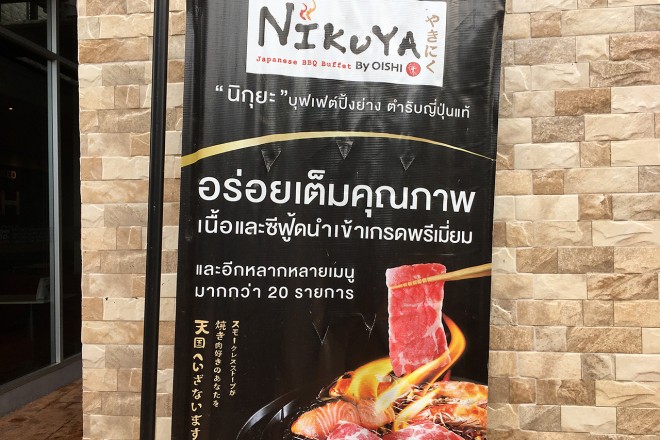 NIKUYA
やきにく
Japanese BBQ Buffet By OISHI
“นิกุยะ” บุฟเฟต์ปิ้งย่าง ตำรับญี่ปุ่นแท้
อร่อยเต็มคุณภาพ
เนื้อและซีฟู้ดนำเข้าเกรดพรีเมี่ยม
และอีกหลากหลายเมนู
มากกว่า 20 รายการ
スモークレスストーブが
焼き肉好きのあなたを
天国へいざないます